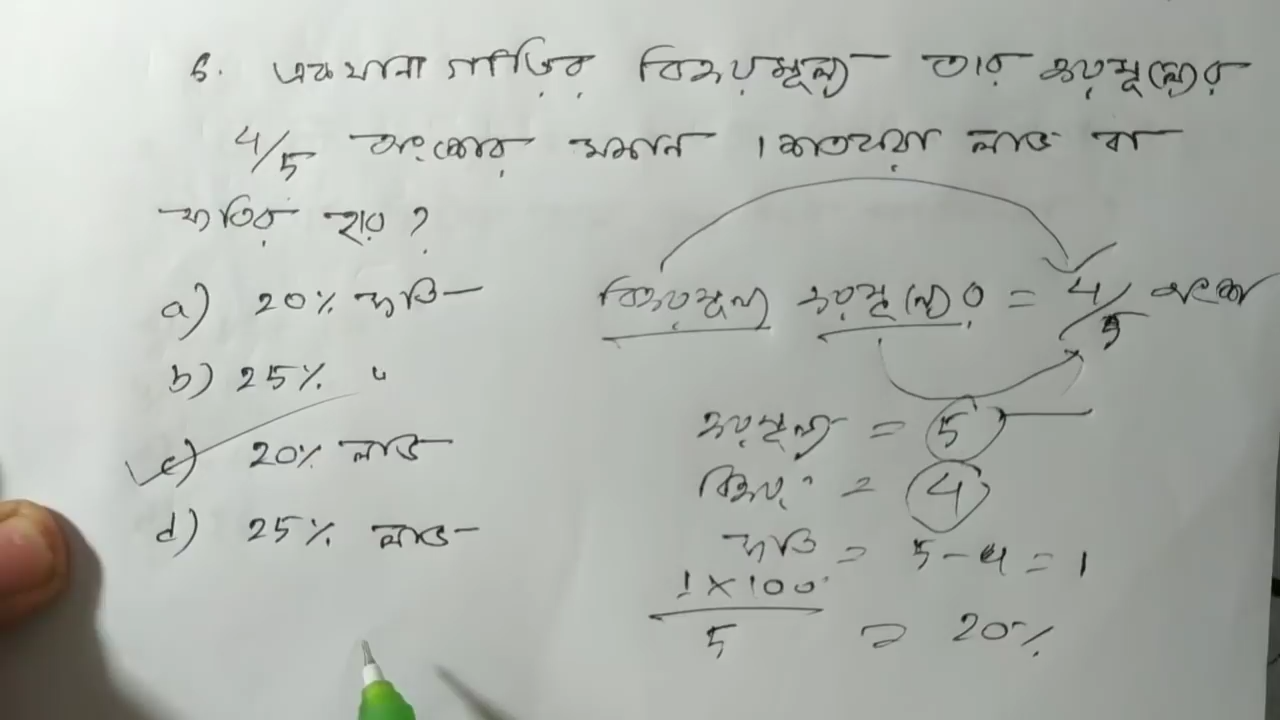 6. একখানা গাড়ির বিক্রয়মূল্য তার ক্রয়মূল্যের
4/5 অংশের সমান । শতকরা লাভ বা
ক্ষতির হার ?
a) 20% ক্ষতি
b) 25% "
c) 20% লাভ
d) 25% লাভ
বিক্রয়মূল্য ক্রয়মূল্যের = 4/5 অংশ
ক্রয়মূল্য = 5
বিক্রয় " = 4
ক্ষতি = 5-4 = 1
1 X 100
5 = 20%